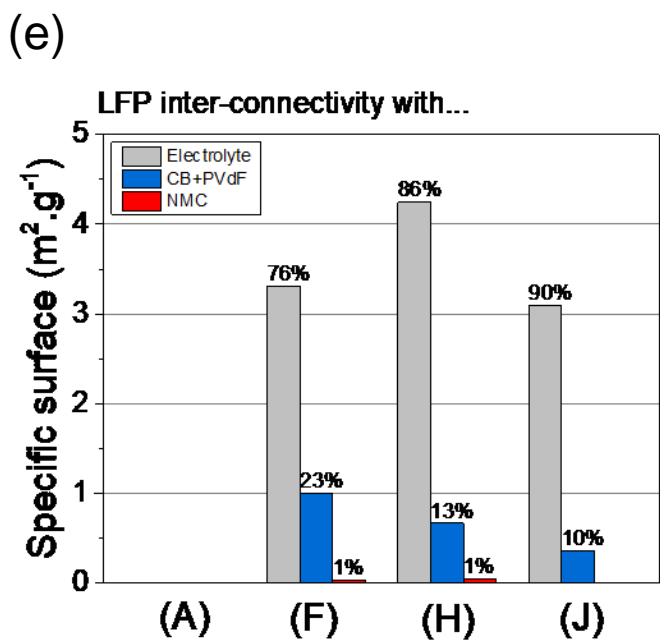 (e)
LFP inter-connectivity with...
Electrolyte
CB+PVdF
NMC
Specific surface (m².g⁻¹)
5
4
3
2
1
0
76%
23%
1%
86%
13%
1%
90%
10%
(A)
(F)
(H)
(J)